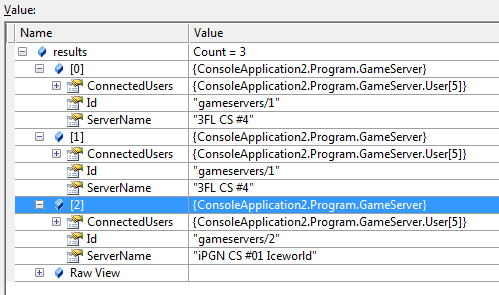 Value:
Name Value
results Count = 3
[0] {ConsoleApplication2.Program.GameServer}
ConnectedUsers {ConsoleApplication2.Program.GameServer.User[5]}
Id "gameservers/1"
ServerName "3FL CS #4"
[1] {ConsoleApplication2.Program.GameServer}
ConnectedUsers {ConsoleApplication2.Program.GameServer.User[5]}
Id "gameservers/1"
ServerName "3FL CS #4"
[2] {ConsoleApplication2.Program.GameServer}
ConnectedUsers {ConsoleApplication2.Program.GameServer.User[5]}
Id "gameservers/2"
ServerName "iPGN CS #01 Iceworld"
Raw View